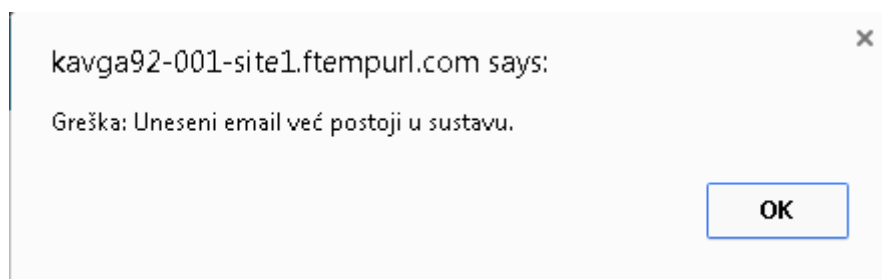 kavga92-001-site1.ftempurl.com says:
Greška: Uneseni email već postoji u sustavu.
OK